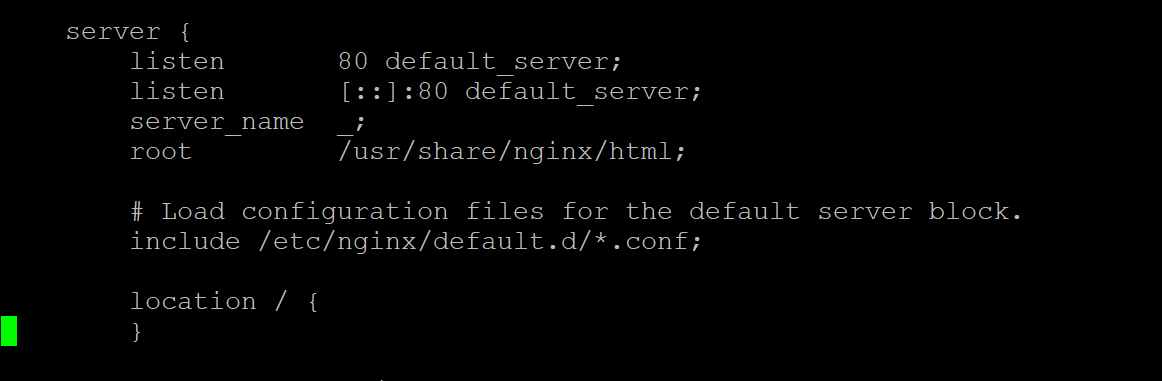 server {
listen 80 default_server;
listen [::]:80 default_server;
server_name _;
root /usr/share/nginx/html;
# Load configuration files for the default server block.
include /etc/nginx/default.d/*.conf;
location / {
}